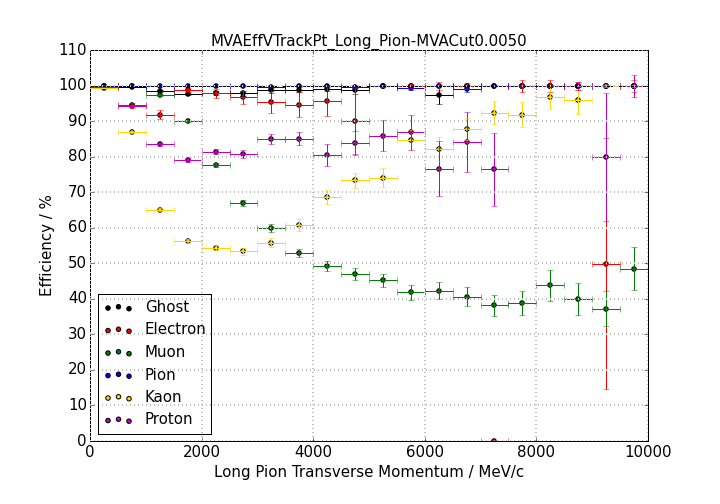 MVAEffVTrackPt_Long_Pion-MVACut0.0050
110
100
90
80
70
60
50
40
30
20
10
0
Efficiency / %
Ghost
Electron
Muon
Pion
Kaon
Proton
0 2000 4000 6000 8000 10000
Long Pion Transverse Momentum / MeV/c